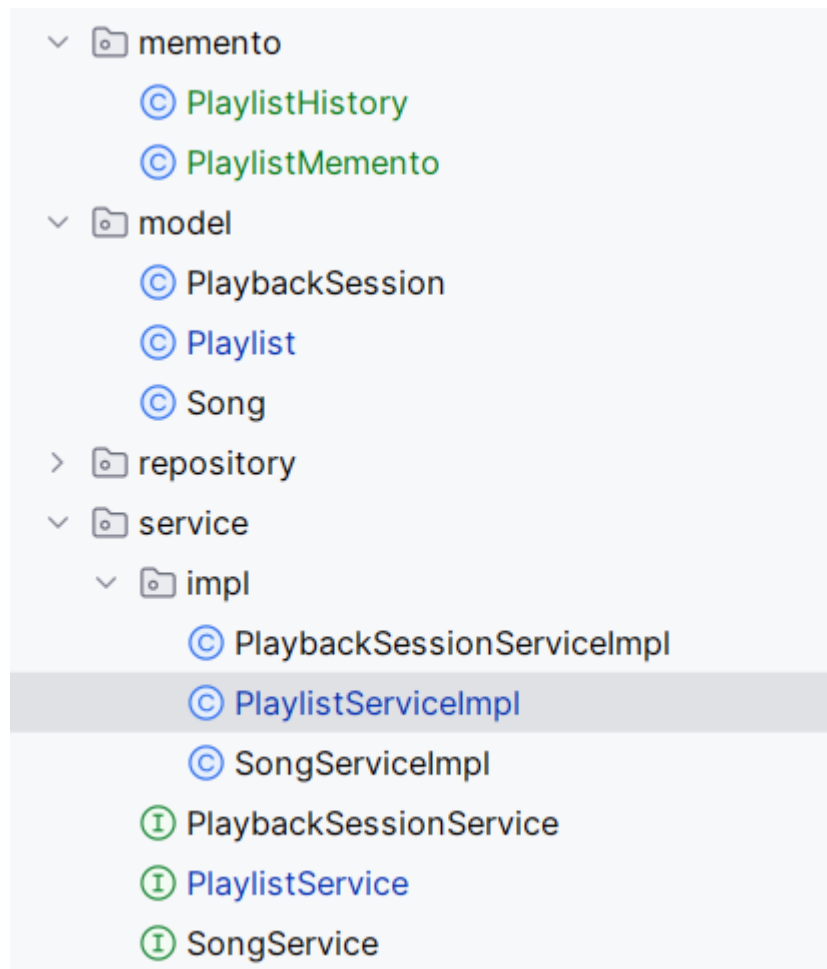 memento
PlaylistHistory
PlaylistMemento
model
PlaybackSession
Playlist
Song
repository
service
impl
PlaybackSessionServiceImpl
PlaylistServiceImpl
SongServiceImpl
PlaybackSessionService
PlaylistService
SongService